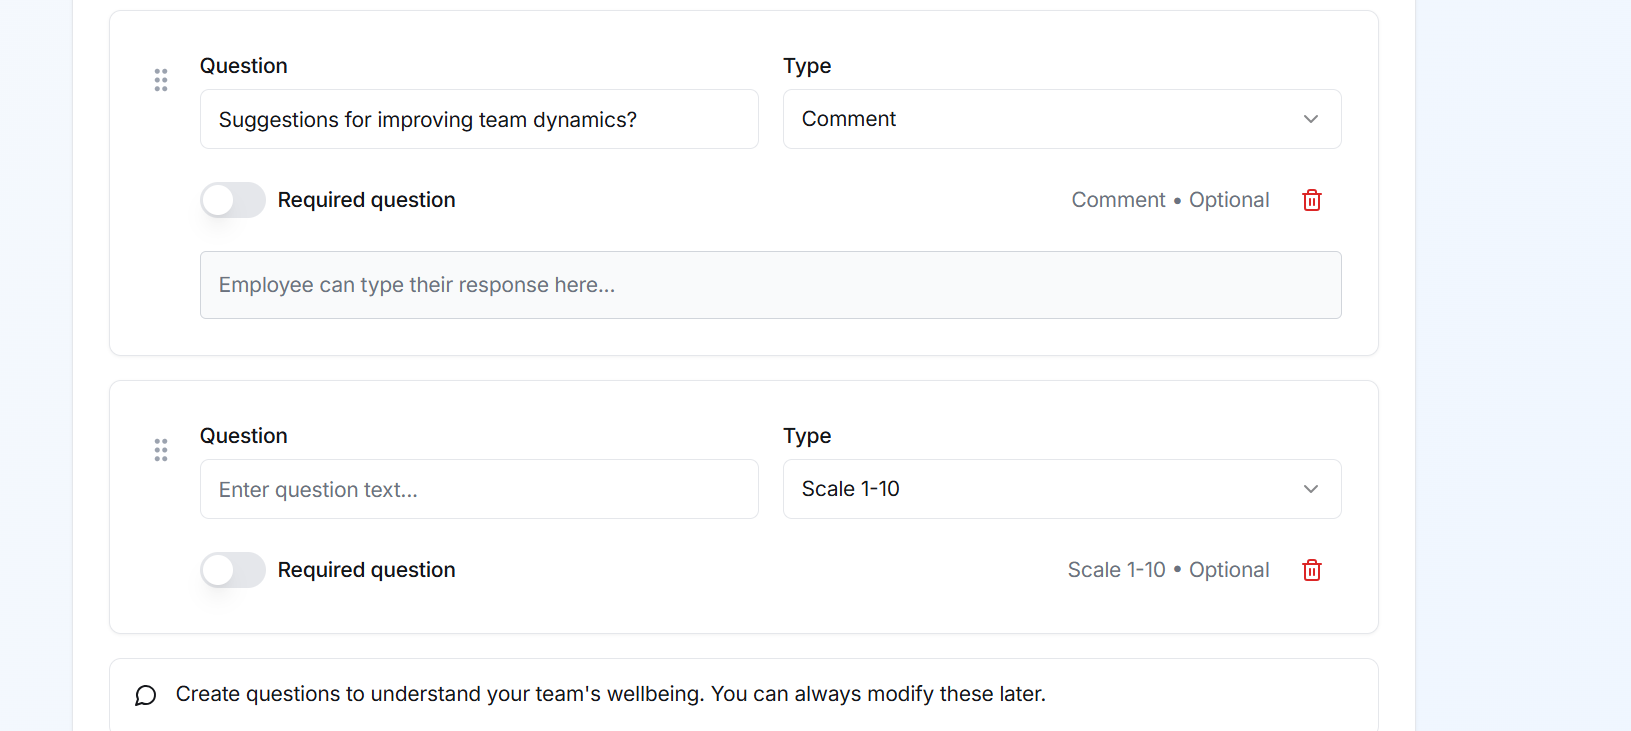 Question
Type
Suggestions for improving team dynamics?
Comment
Required question
Comment • Optional
Employee can type their response here...
Question
Type
Enter question text...
Scale 1-10
Required question
Scale 1-10 • Optional
Create questions to understand your team's wellbeing. You can always modify these later.